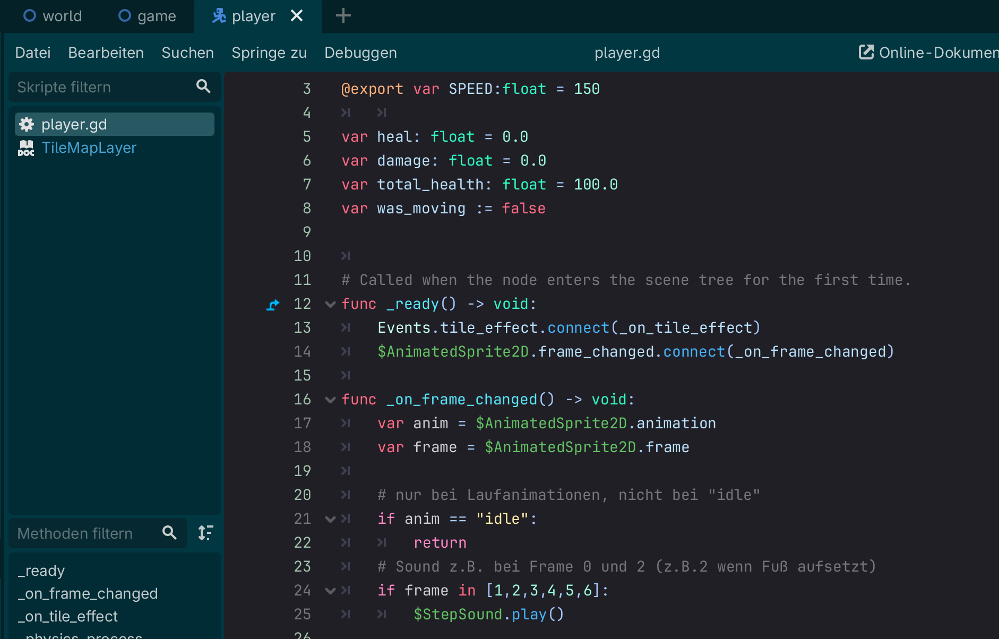 world game player
Datei Bearbeiten Suchen Springe zu Debuggen player.gd Online-Dokumen
Skripte filtern
player.gd
TileMapLayer
Methoden filtern
_ready
_on_frame_changed
_on_tile_effect
_physics_process
3 @export var SPEED:float = 150
4
5 var heal: float = 0.0
6 var damage: float = 0.0
7 var total_health: float = 100.0
8 var was_moving := false
9
10
11 # Called when the node enters the scene tree for the first time.
12 func _ready() -> void:
13 Events.tile_effect.connect(_on_tile_effect)
14 $AnimatedSprite2D.frame_changed.connect(_on_frame_changed)
15
16 func _on_frame_changed() -> void:
17 var anim = $AnimatedSprite2D.animation
18 var frame = $AnimatedSprite2D.frame
19
20 # nur bei Laufanimationen, nicht bei "idle"
21 if anim == "idle":
22 return
23 # Sound z.B. bei Frame 0 und 2 (z.B.2 wenn Fuß aufsetzt)
24 if frame in [1,2,3,4,5,6]:
25 $StepSound.play()
26